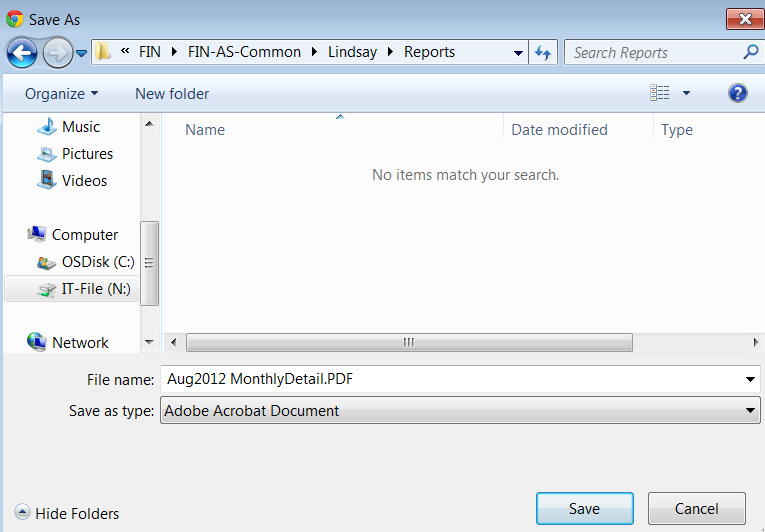 Save As
« FIN ▸ FIN-AS-Common ▸ Lindsay ▸ Reports
Search Reports
Organize New folder
Name Date modified Type
No items match your search.
Music
Pictures
Videos
Computer
OSDisk (C:)
IT-File (N:)
Network
File name: Aug2012 MonthlyDetail.PDF
Save as type: Adobe Acrobat Document
Hide Folders Save Cancel